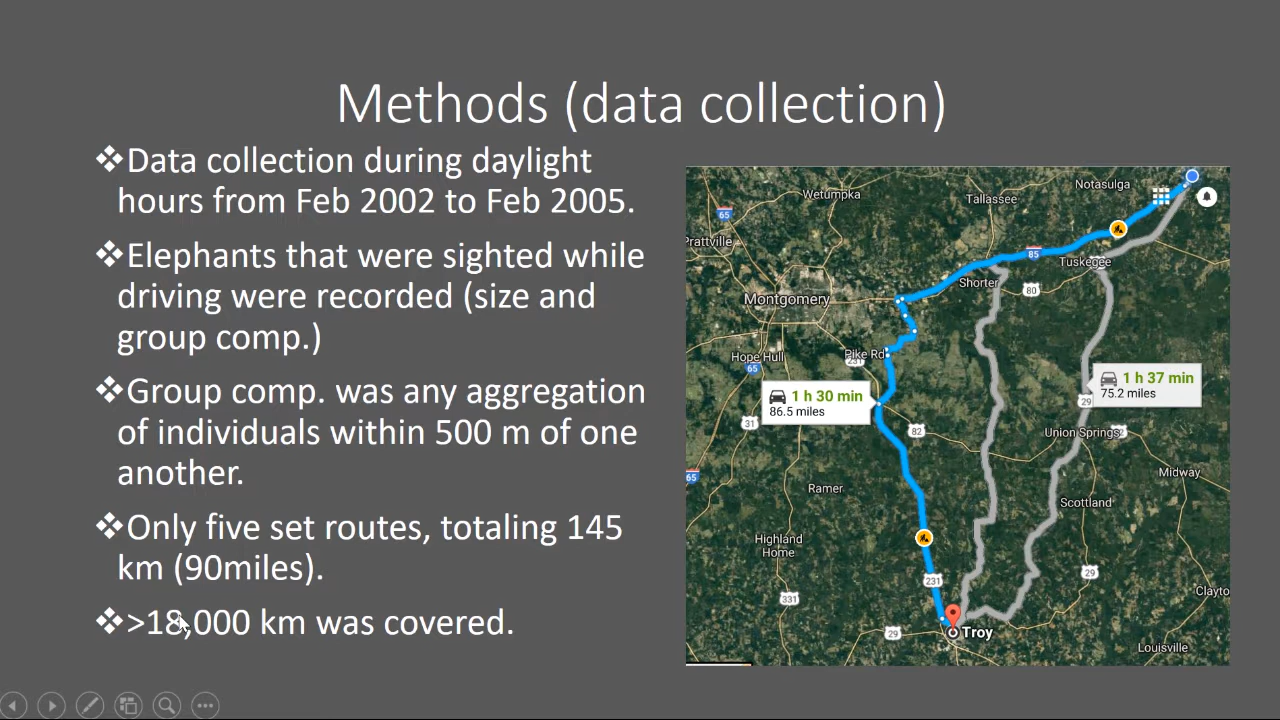 Methods (data collection)
❖Data collection during daylight
hours from Feb 2002 to Feb 2005.
❖Elephants that were sighted while
driving were recorded (size and
group comp.)
❖Group comp. was any aggregation
of individuals within 500 m of one
another.
❖Only five set routes, totaling 145
km (90miles).
❖>18,000 km was covered.
Notasulga
Wetumpka
Tallassee
65
Prattville
85
Tuskegee
Shorter
80
Montgomery
Pike Rd
231
Hope Hull
65
1 h 30 min
86.5 miles
1 h 37 min
75.2 miles
29
31
82
Union Springs
Midway
65
Ramer
Scottland
Highland
Home
29
231
331
Clayto
29
Troy
Louisville